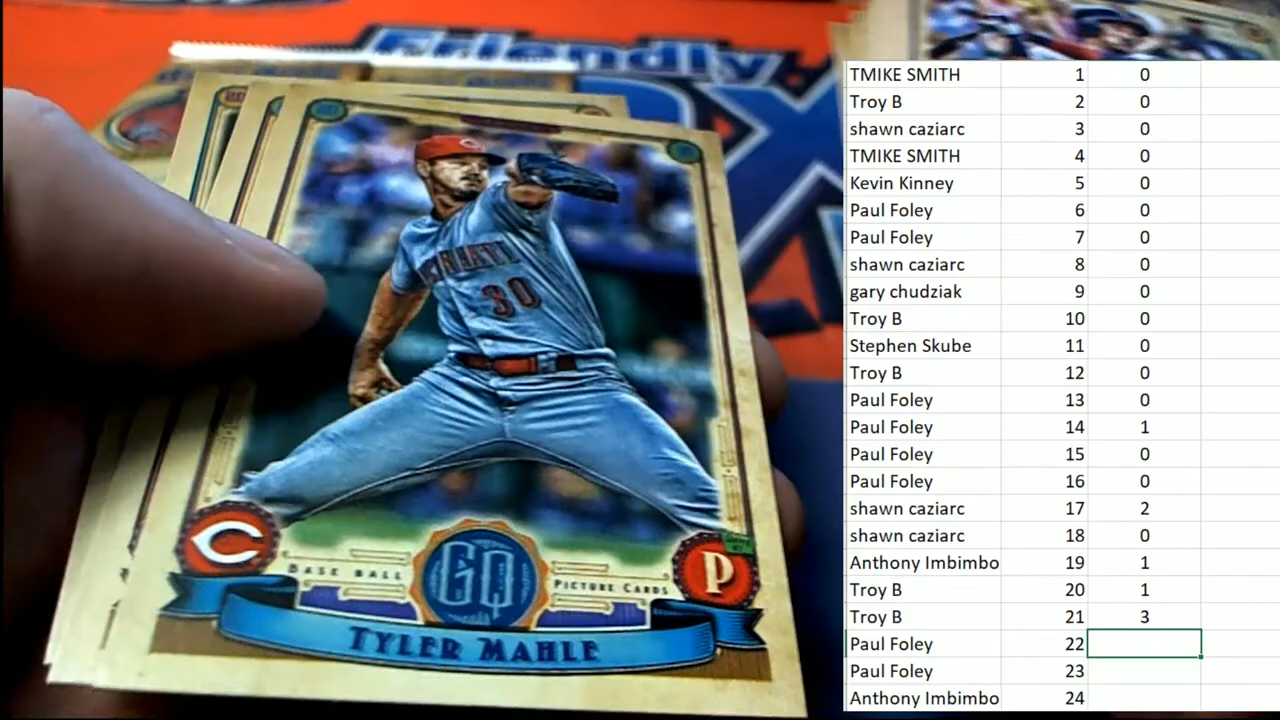 Friendly
CINCINNATI
30
C
BASE BALL
GQ
PICTURE CARDS
P
TYLER MAHLE
TMIKE SMITH 1 0
Troy B 2 0
shawn caziarc 3 0
TMIKE SMITH 4 0
Kevin Kinney 5 0
Paul Foley 6 0
Paul Foley 7 0
shawn caziarc 8 0
gary chudziak 9 0
Troy B 10 0
Stephen Skube 11 0
Troy B 12 0
Paul Foley 13 0
Paul Foley 14 1
Paul Foley 15 0
Paul Foley 16 0
shawn caziarc 17 2
shawn caziarc 18 0
Anthony Imbimbo 19 1
Troy B 20 1
Troy B 21 3
Paul Foley 22
Paul Foley 23
Anthony Imbimbo 24